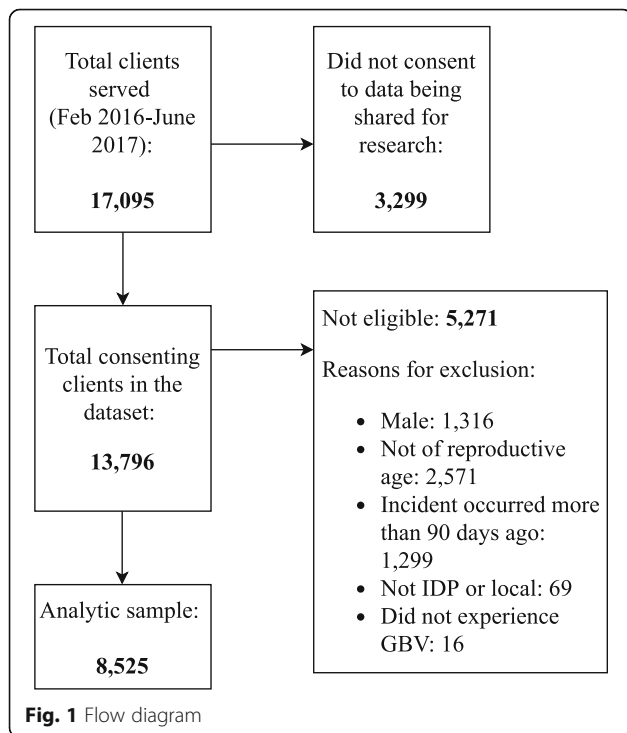 Total clients
served
(Feb 2016-June
2017):
17,095
Did not consent
to data being
shared for
research:
3,299
Total consenting
clients in the
dataset:
13,796
Not eligible: 5,271
Reasons for exclusion:
• Male: 1,316
• Not of reproductive
age: 2,571
• Incident occurred more
than 90 days ago:
1,299
• Not IDP or local: 69
• Did not experience
GBV: 16
Analytic sample:
8,525
Fig. 1 Flow diagram